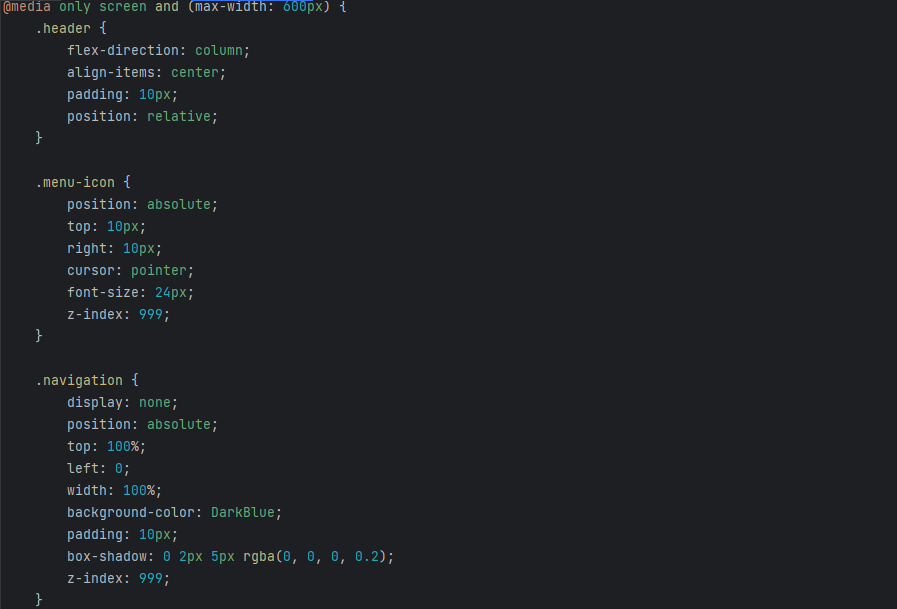 @media only screen and (max-width: 600px) {
    .header {
        flex-direction: column;
        align-items: center;
        padding: 10px;
        position: relative;
    }

    .menu-icon {
        position: absolute;
        top: 10px;
        right: 10px;
        cursor: pointer;
        font-size: 24px;
        z-index: 999;
    }

    .navigation {
        display: none;
        position: absolute;
        top: 100%;
        left: 0;
        width: 100%;
        background-color: DarkBlue;
        padding: 10px;
        box-shadow: 0 2px 5px rgba(0, 0, 0, 0.2);
        z-index: 999;
    }